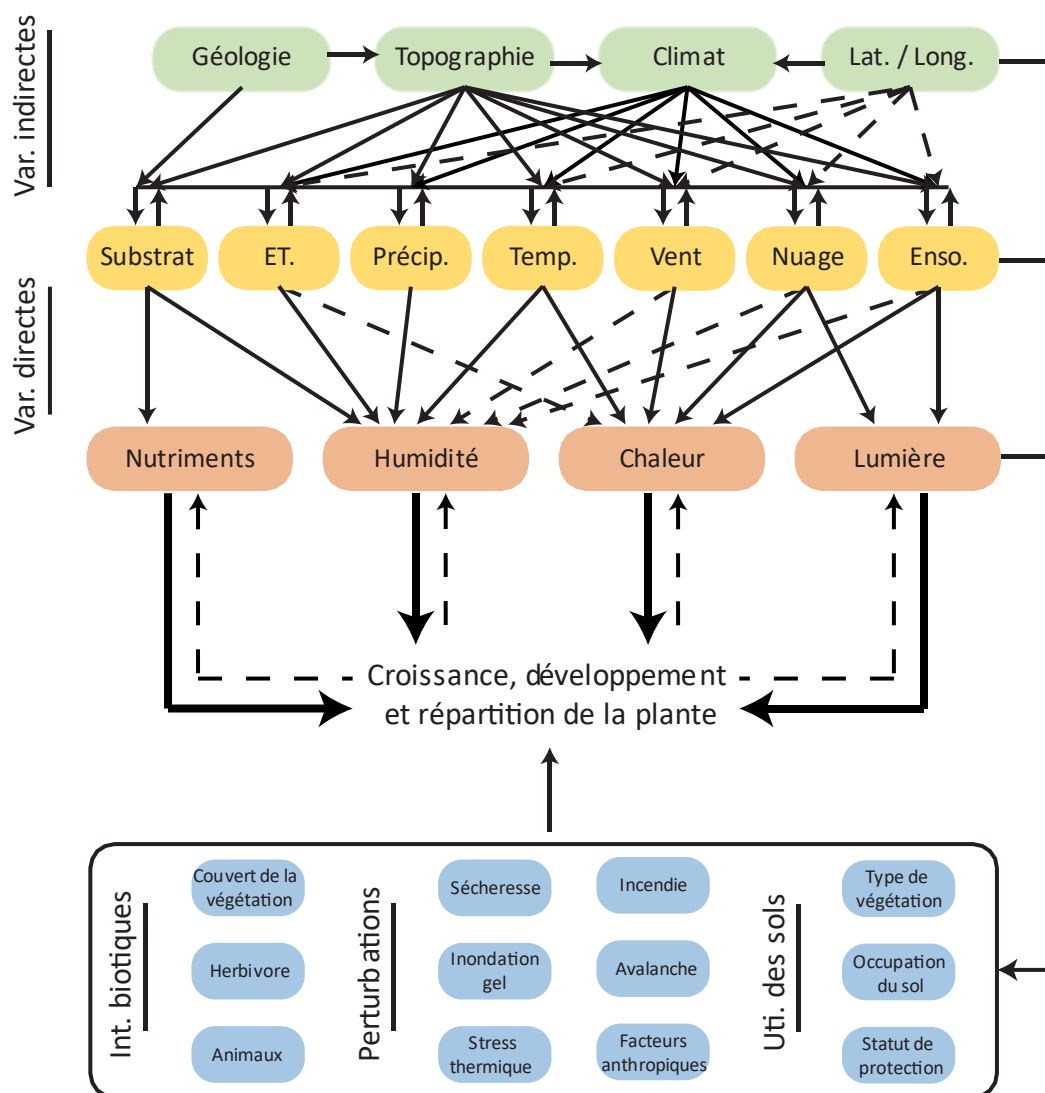 Var. indirectes
Géologie
Topographie
Climat
Lat. / Long.
Substrat
ET.
Précip.
Temp.
Vent
Nuage
Enso.
Var. directes
Nutriments
Humidité
Chaleur
Lumière
Croissance, développement
et répartition de la plante
Int. biotiques
Couvert de la
végétation
Herbivore
Animaux
Perturbations
Sécheresse
Incendie
Inondation
gel
Avalanche
Stress
thermique
Facteurs
anthropiques
Uti. des sols
Type de
végétation
Occupation
du sol
Statut de
protection